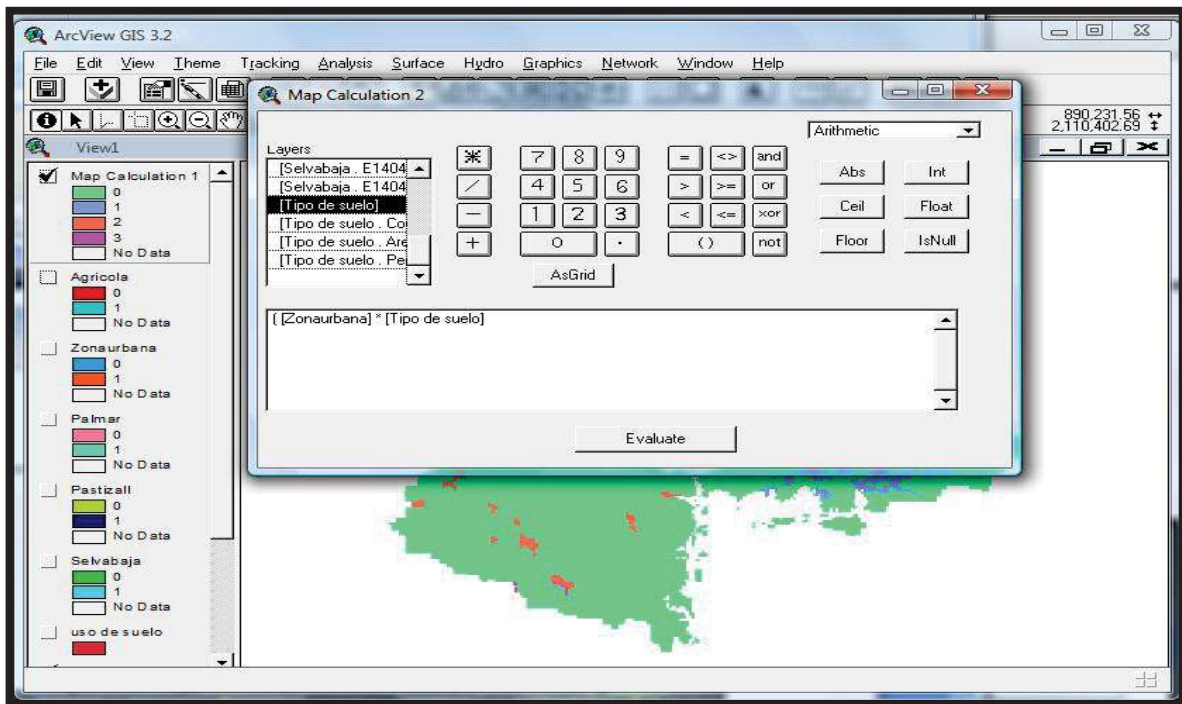 ArcView GIS 3.2
File Edit View Theme Tracking Analysis Surface Hydro Graphics Network Window Help
890,231.56
2,110,402.69
View1
Map Calculation 1
0
1
2
3
No Data
Agricola
0
1
No Data
Zonaurbana
0
1
No Data
Palmar
0
1
No Data
Pastizall
0
1
No Data
Selvabaja
0
1
No Data
uso de suelo
Map Calculation 2
Arithmetic
Layers
[Selvabaja . E1404
[Selvabaja . E1404
[Tipo de suelo]
[Tipo de suelo . Co
[Tipo de suelo . Are
[Tipo de suelo . Pe
* 7 8 9 = <> and
/ 4 5 6 > >= or
- 1 2 3 < <= xor
+ 0 . ( ) not
AsGrid
Abs Int
Ceil Float
Floor IsNull
( [Zonaurbana] * [Tipo de suelo]
Evaluate